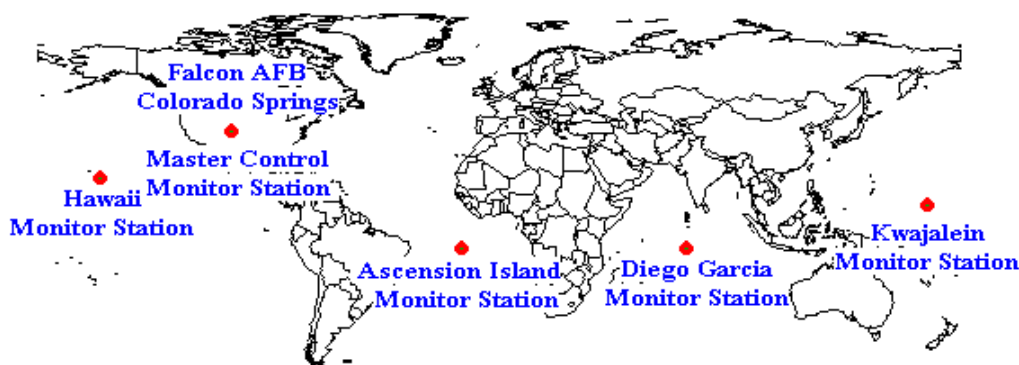 Falcon AFB
Colorado Springs
Master Control
Monitor Station
Hawaii
Monitor Station
Ascension Island
Monitor Station
Diego Garcia
Monitor Station
Kwajalein
Monitor Station